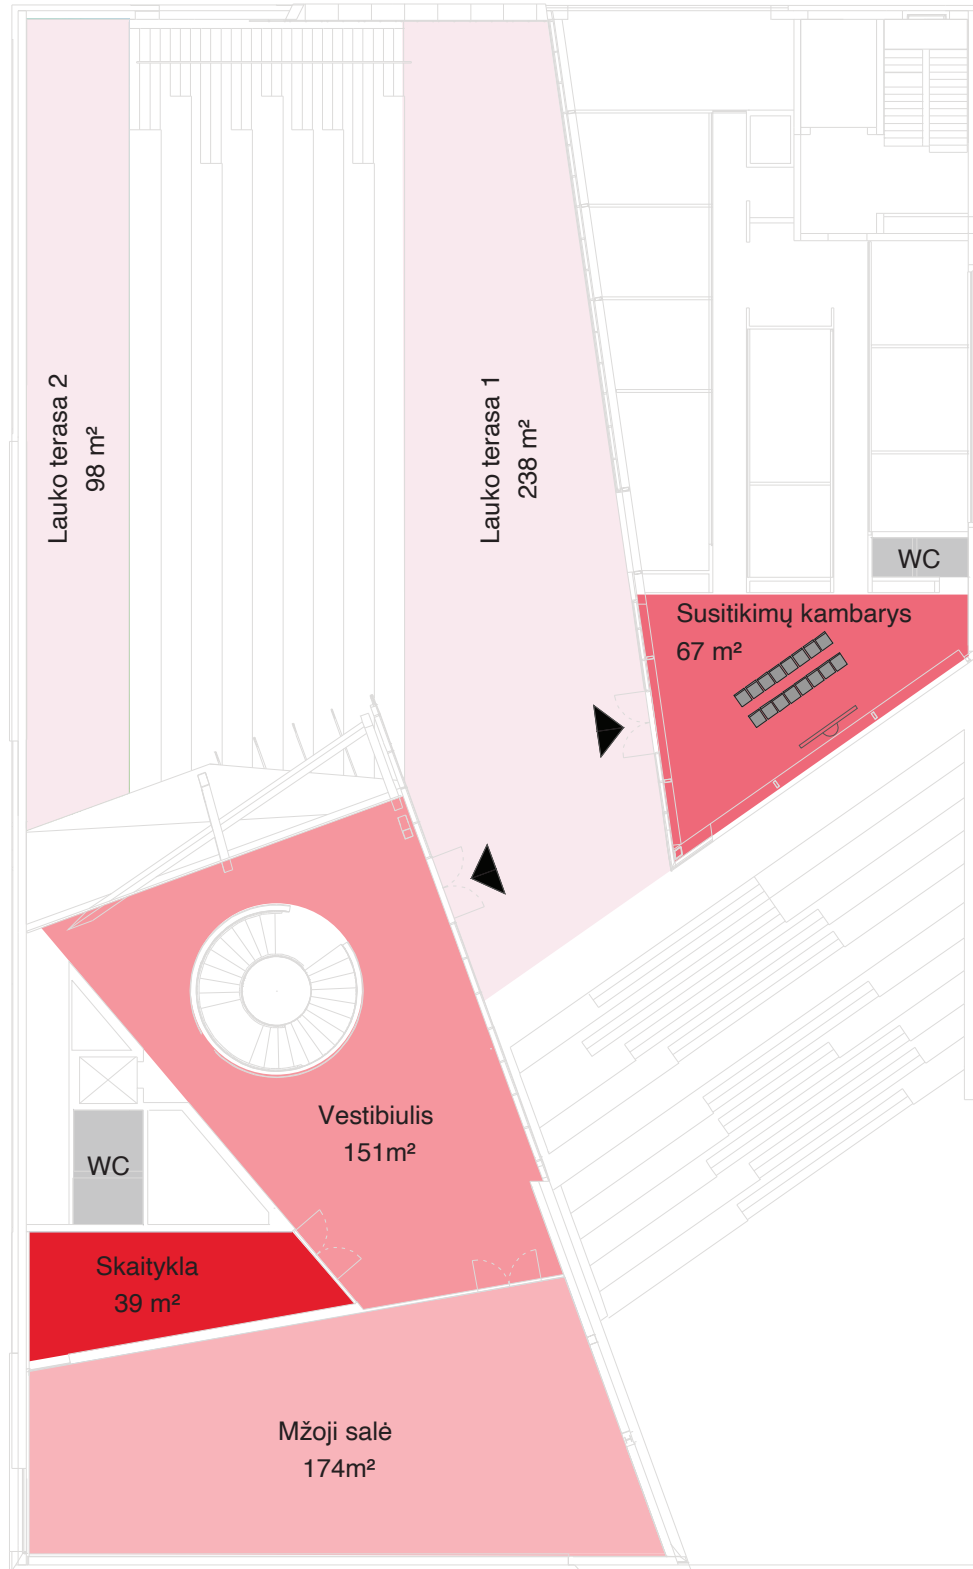 Lauko terasa 2
98 m²
Lauko terasa 1
238 m²
WC
Susitikimų kambarys
67 m²
Vestibiulis
151m²
WC
Skaitykla
39 m²
Mžoji salė
174m²